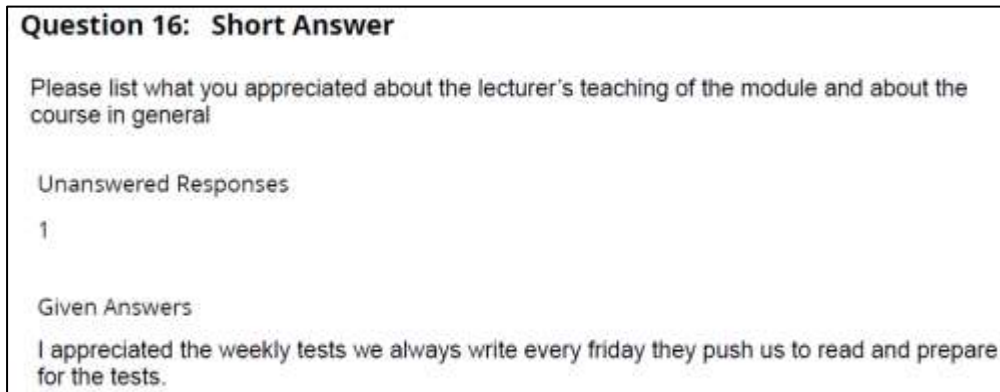 Question 16: Short Answer
Please list what you appreciated about the lecturer's teaching of the module and about the
course in general
Unanswered Responses
1
Given Answers
I appreciated the weekly tests we always write every friday they push us to read and prepare
for the tests.